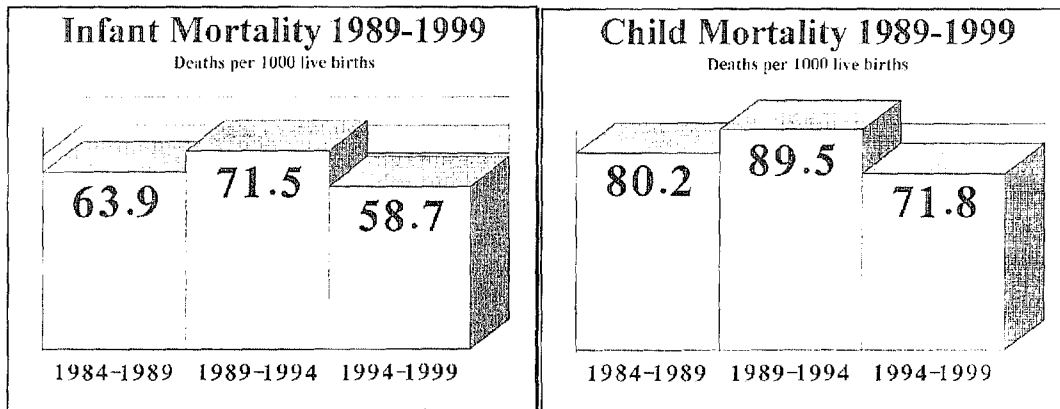 Infant Mortality 1989-1999
Deaths per 1000 live births
63.9
71.5
58.7
1984-1989 1989-1994 1994-1999
Child Mortality 1989-1999
Deaths per 1000 live births
80.2
89.5
71.8
1984-1989 1989-1994 1994-1999